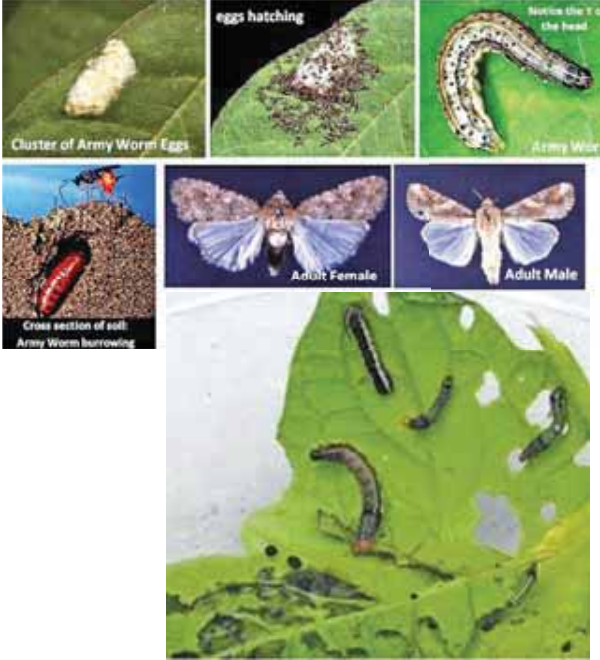 Cluster of Army Worm Eggs
eggs hatching
Notice the
the head
Army
Cross section of soil:
Army Worm burrowing
Adult Female
Adult Male